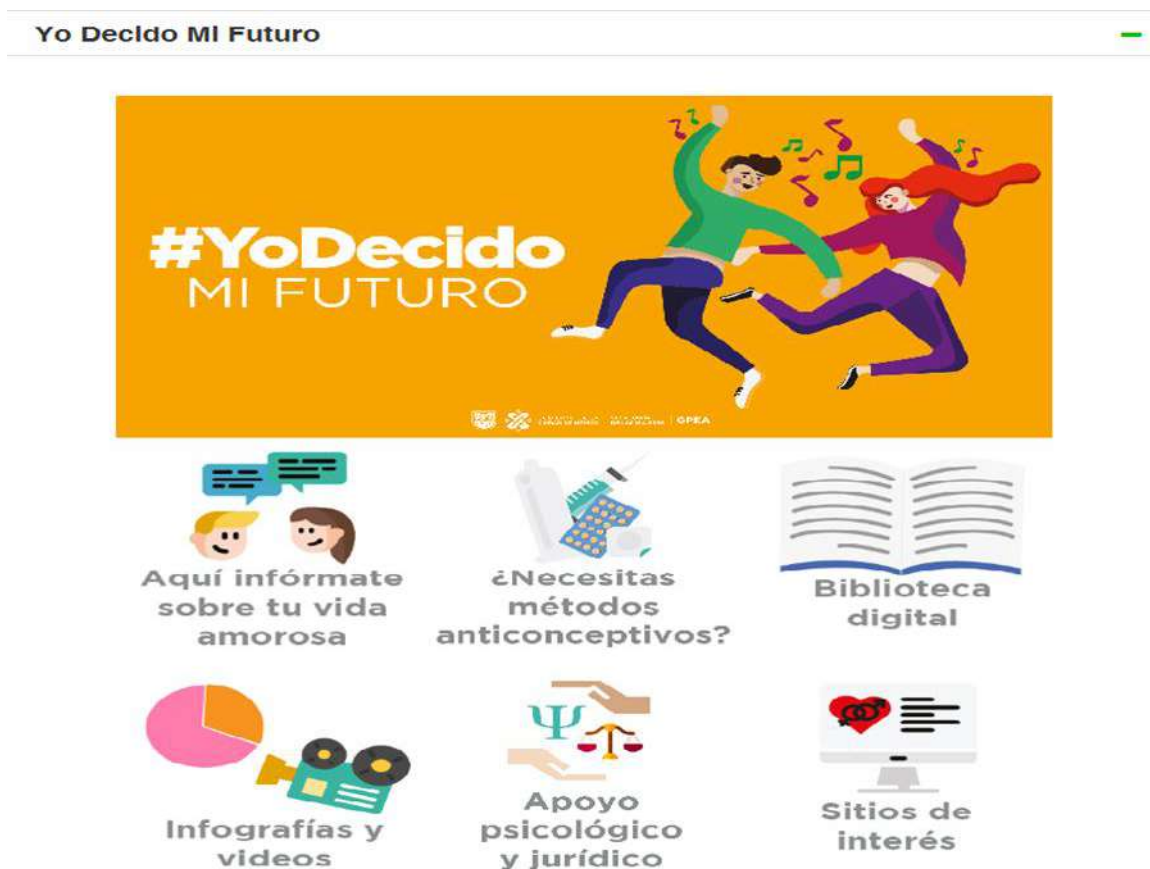 Yo Decido Mi Futuro
#YoDecido
MI FUTURO
GPEA
Aquí infórmate
sobre tu vida
amorosa
¿Necesitas
métodos
anticonceptivos?
Biblioteca
digital
Infografías y
videos
Apoyo
psicológico
y jurídico
Sitios de
interés